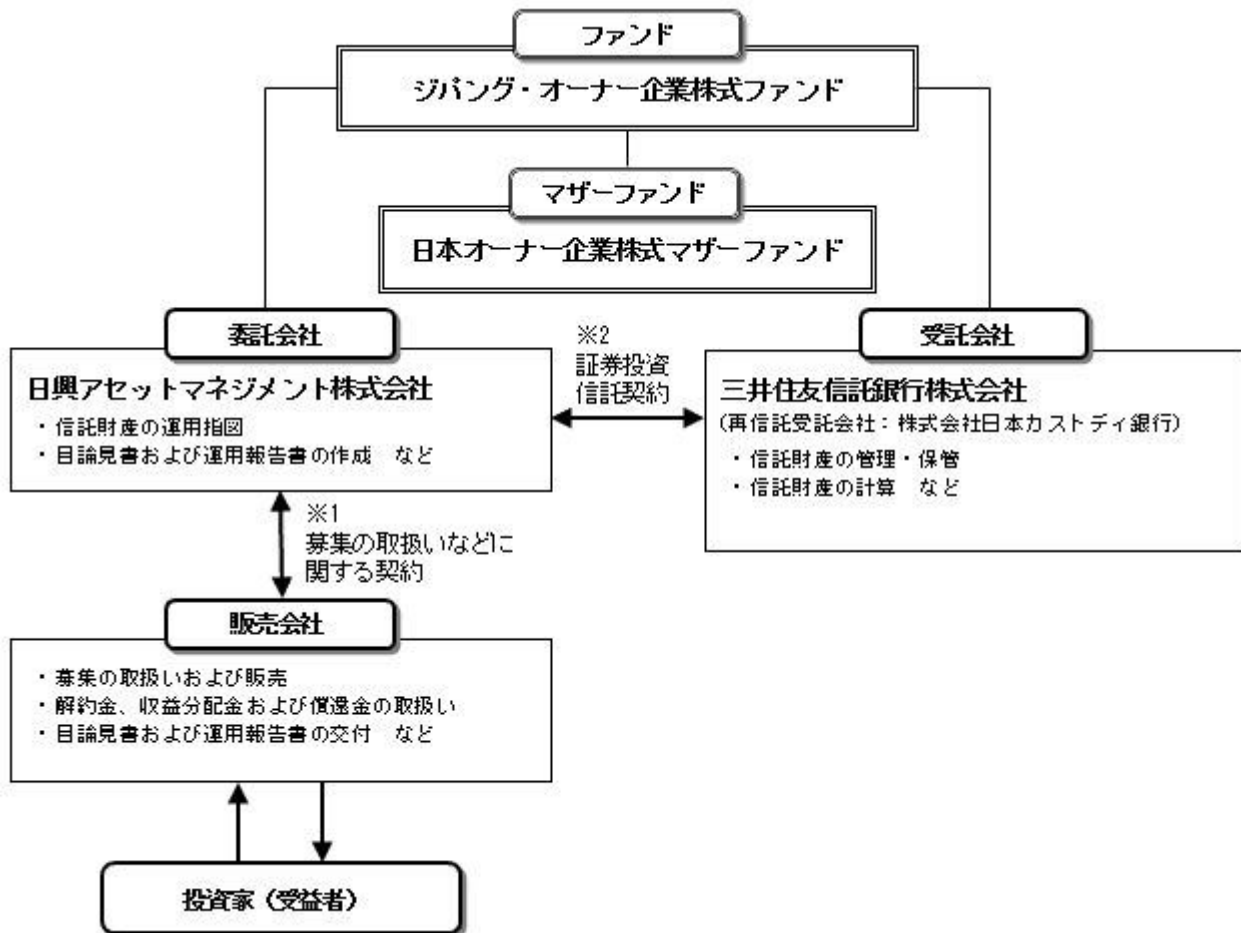 ファンド
ジパング・オーナー企業株式ファンド
マザーファンド
日本オーナー企業株式マザーファンド
委託会社
日興アセットマネジメント株式会社
・信託財産の運用指図
・目論見書および運用報告書の作成 など
※2
証券投資
信託契約
受託会社
三井住友信託銀行株式会社
(再信託受託会社：株式会社日本カストディ銀行)
・信託財産の管理・保管
・信託財産の計算 など
※1
募集の取扱いなどに
関する契約
販売会社
・募集の取扱いおよび販売
・解約金、収益分配金および償還金の取扱い
・目論見書および運用報告書の交付 など
投資家（受益者）